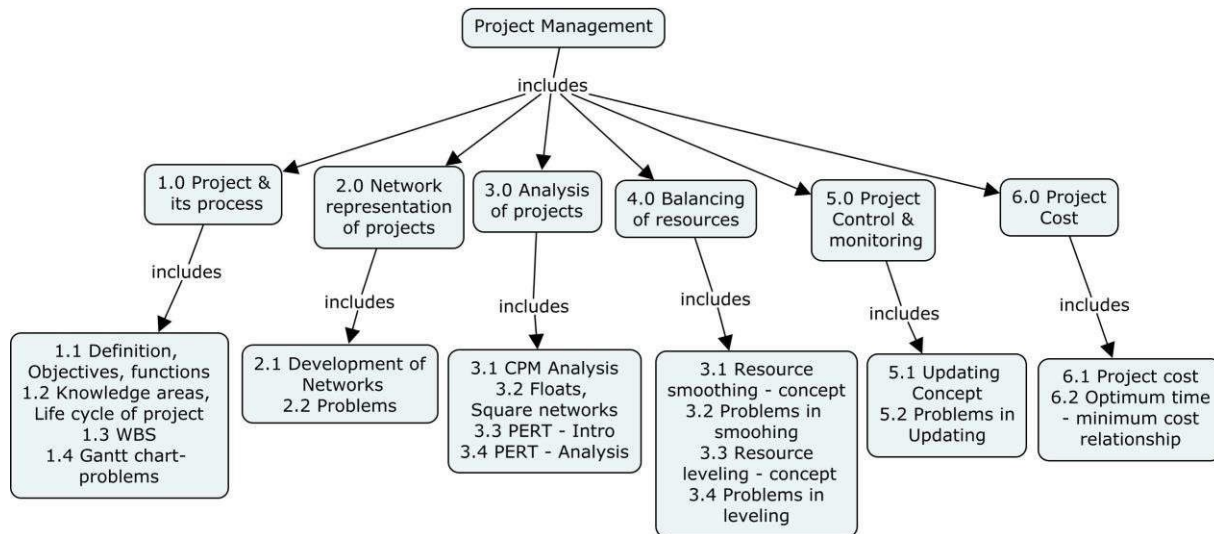 Project Management
includes
1.0 Project &
its process
2.0 Network
representation
of projects
3.0 Analysis
of projects
4.0 Balancing
of resources
5.0 Project
Control &
monitoring
6.0 Project
Cost
includes
includes
includes
includes
includes
includes
1.1 Definition,
Objectives, functions
1.2 Knowledge areas,
Life cycle of project
1.3 WBS
1.4 Gantt chart-
problems
2.1 Development of
Networks
2.2 Problems
3.1 CPM Analysis
3.2 Floats,
Square networks
3.3 PERT - Intro
3.4 PERT - Analysis
3.1 Resource
smoothing - concept
3.2 Problems in
smoohing
3.3 Resource
leveling - concept
3.4 Problems in
leveling
5.1 Updating
Concept
5.2 Problems in
Updating
6.1 Project cost
6.2 Optimum time
- minimum cost
relationship